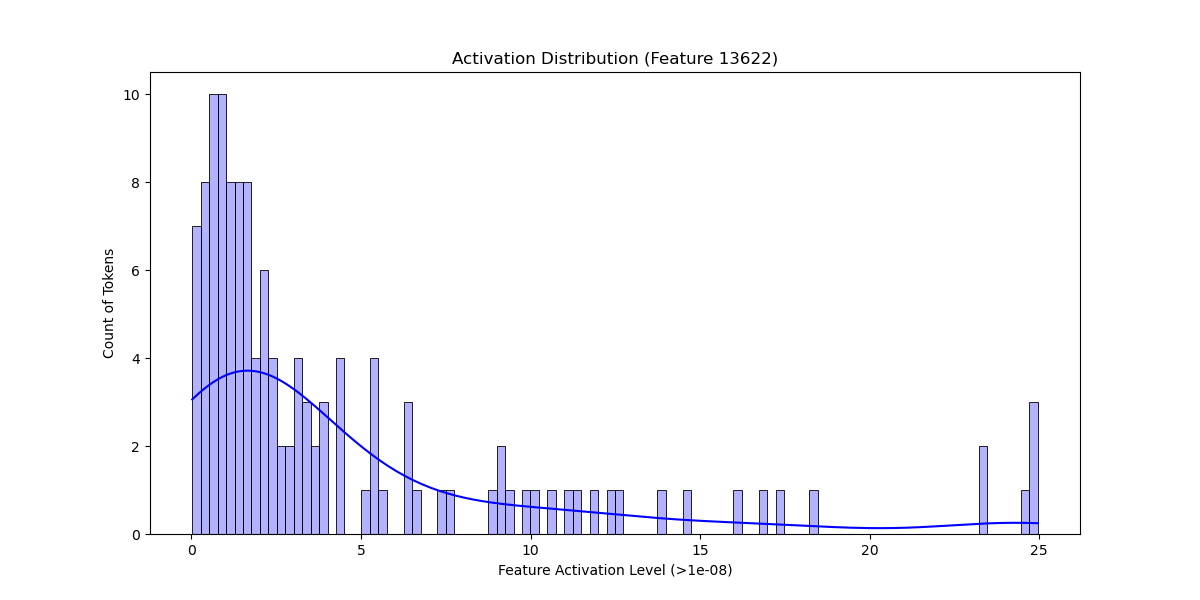 Activation Distribution (Feature 13622)
Count of Tokens
10
8
6
4
2
0
0 5 10 15 20 25
Feature Activation Level (>1e-08)